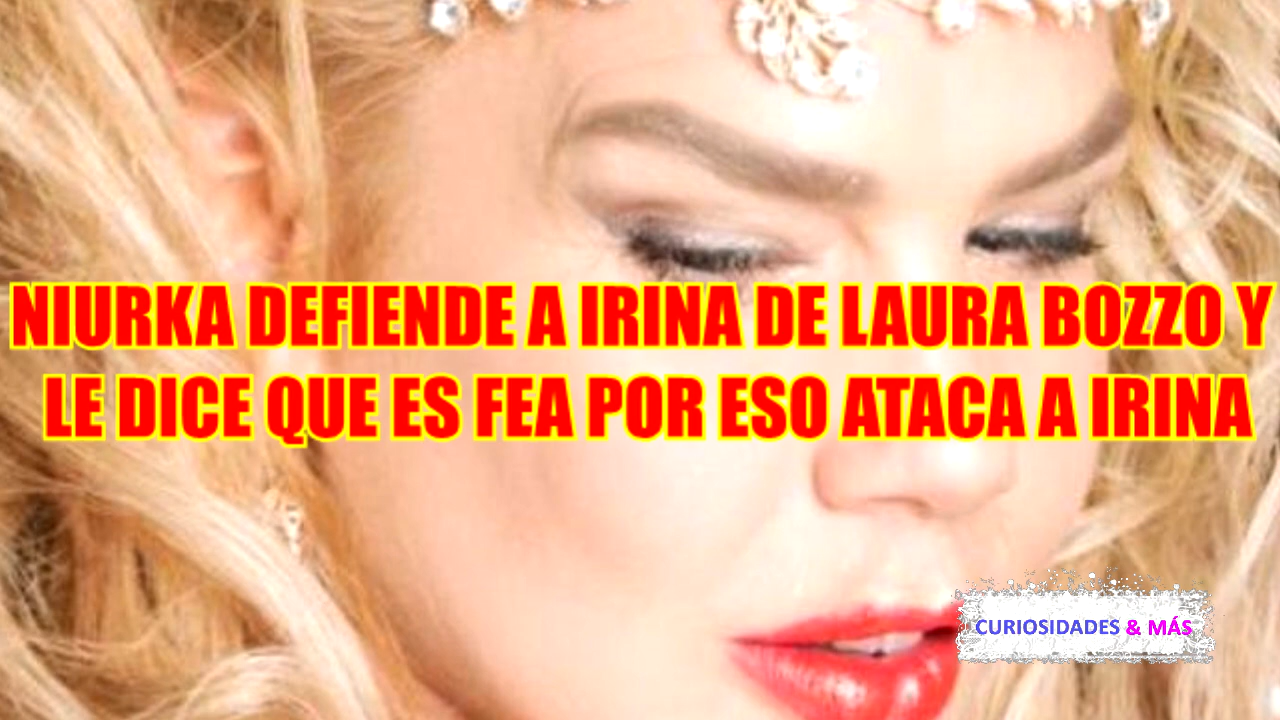 NIURKA DEFIENDE A IRINA DE LAURA BOZZO Y
LE DICE QUE ES FEA POR ESO ATACA A IRINA
CURIOSIDADES & MÁS